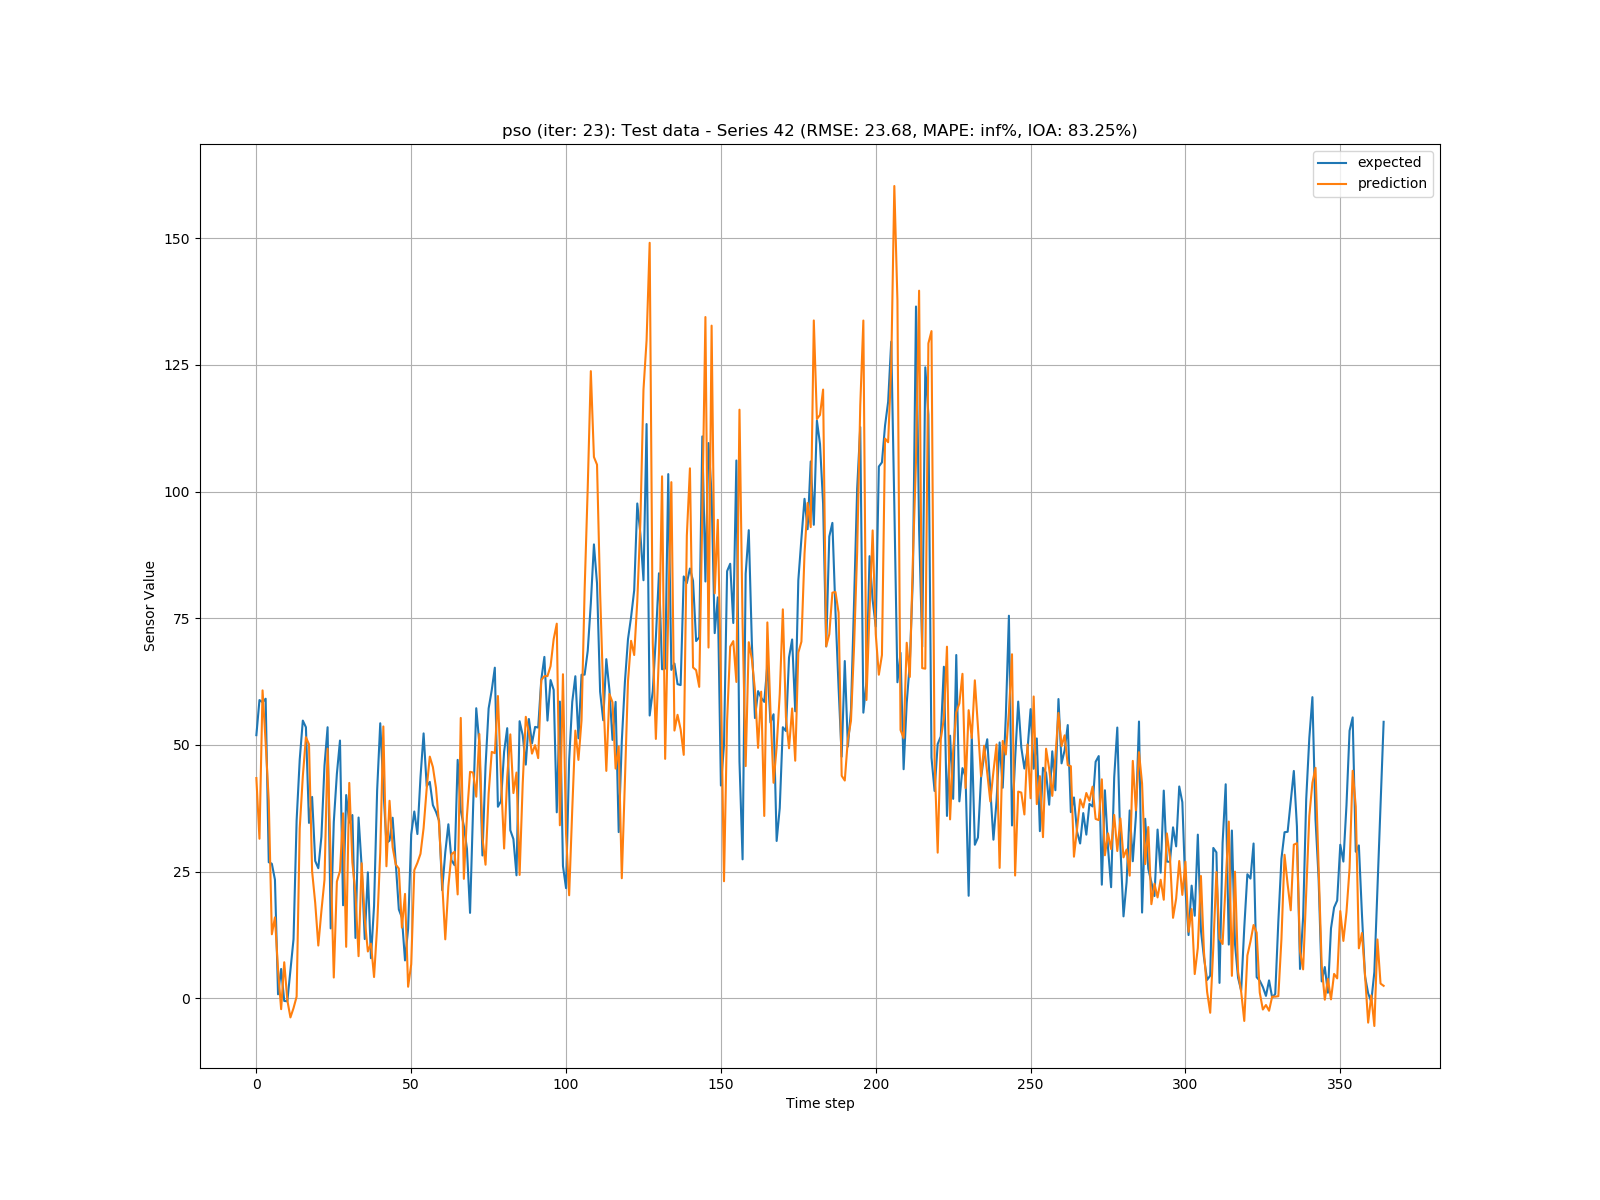 pso (iter: 23): Test data - Series 42 (RMSE: 23.68, MAPE: inf%, IOA: 83.25%)
expected
prediction
150
125
100
75
50
25
0
Sensor Value
0 50 100 150 200 250 300 350
Time step